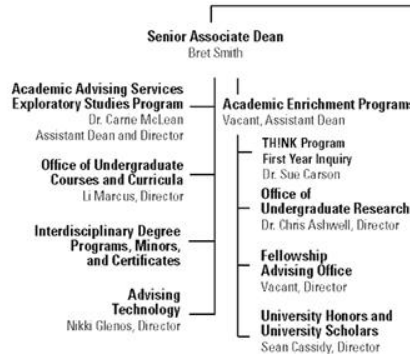 Senior Associate Dean
Bret Smith
Academic Advising Services
Exploratory Studies Program
Dr. Carrie McLean
Assistant Dean and Director
Office of Undergraduate
Courses and Curricula
Li Marcus, Director
Interdisciplinary Degree
Programs, Minors,
and Certificates
Advising
Technology
Nikki Glenos, Director
Academic Enrichment Programs
Vacant, Assistant Dean
TH!NK Program
First Year Inquiry
Dr. Sue Carson
Office of
Undergraduate Research
Dr. Chris Ashwell, Director
Fellowship
Advising Office
Vacant, Director
University Honors and
University Scholars
Sean Cassidy, Director